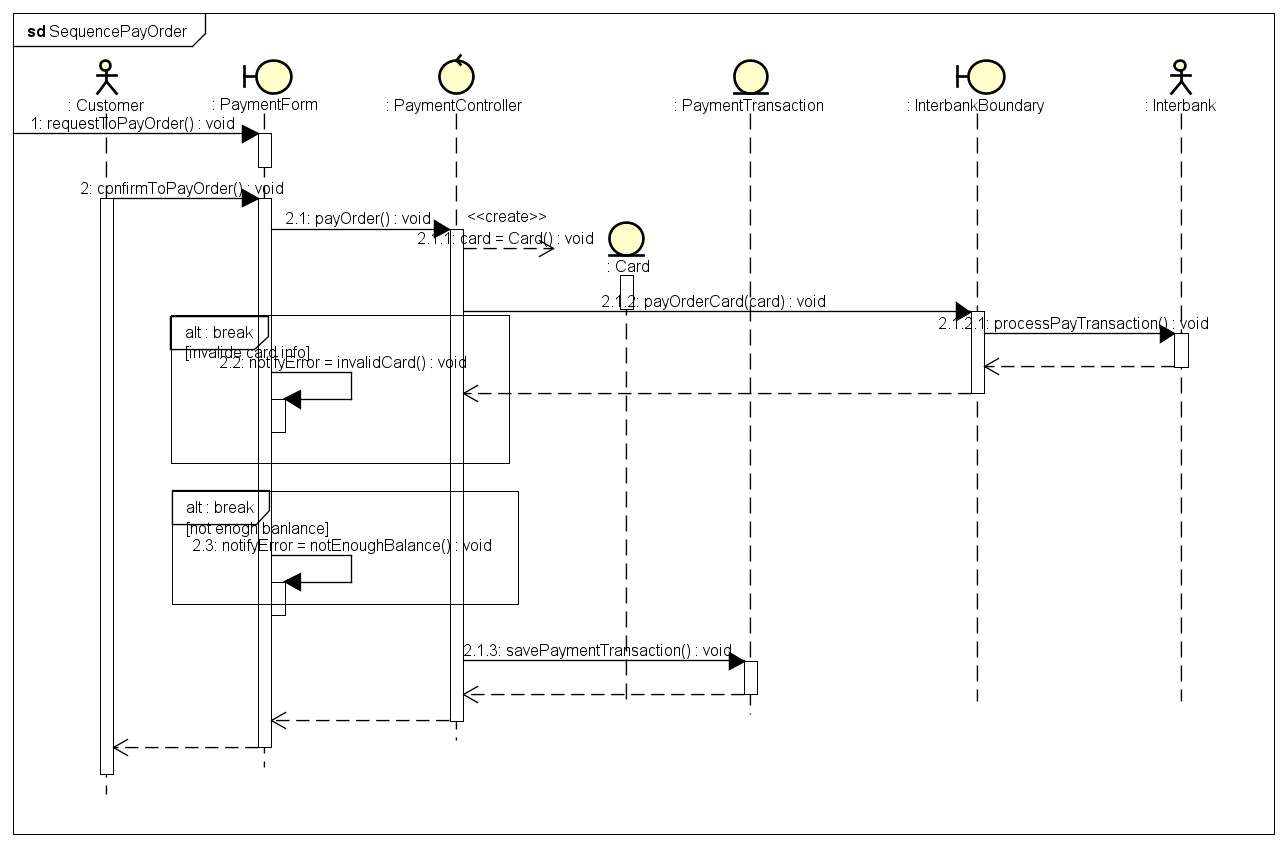 sd SequencePayOrder
: Customer
: PaymentForm
: PaymentController
: PaymentTransaction
: InterbankBoundary
: Interbank
1: requestToPayOrder() : void
2: confirmToPayOrder() : void
2.1: payOrder() : void
<<create>>
2.1.1: card = Card() : void
: Card
2.1.2: payOrderCard(card) : void
2.1.2.1: processPayTransaction() : void
alt : break
[invalide card info]
2.2: notifyError = invalidCard() : void
alt : break
[not enogh banlance]
2.3: notifyError = notEnoughBalance() : void
2.1.3: savePaymentTransaction() : void